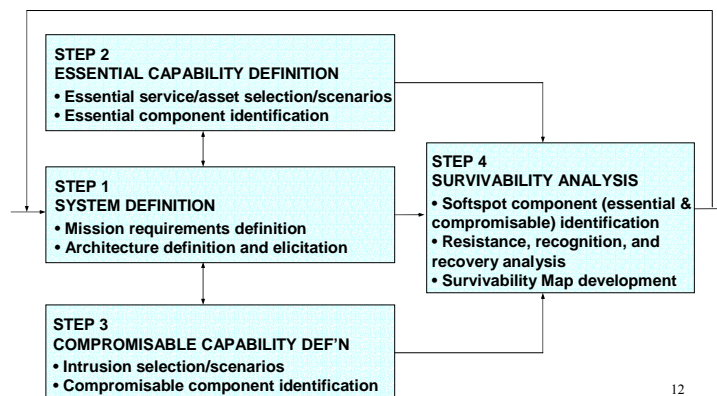 STEP 2
ESSENTIAL CAPABILITY DEFINITION
• Essential service/asset selection/scenarios
• Essential component identification
STEP 1
SYSTEM DEFINITION
• Mission requirements definition
• Architecture definition and elicitation
STEP 3
COMPROMISABLE CAPABILITY DEF'N
• Intrusion selection/scenarios
• Compromisable component identification
STEP 4
SURVIVABILITY ANALYSIS
• Softspot component (essential &
compromisable) identification
• Resistance, recognition, and
recovery analysis
• Survivability Map development
12